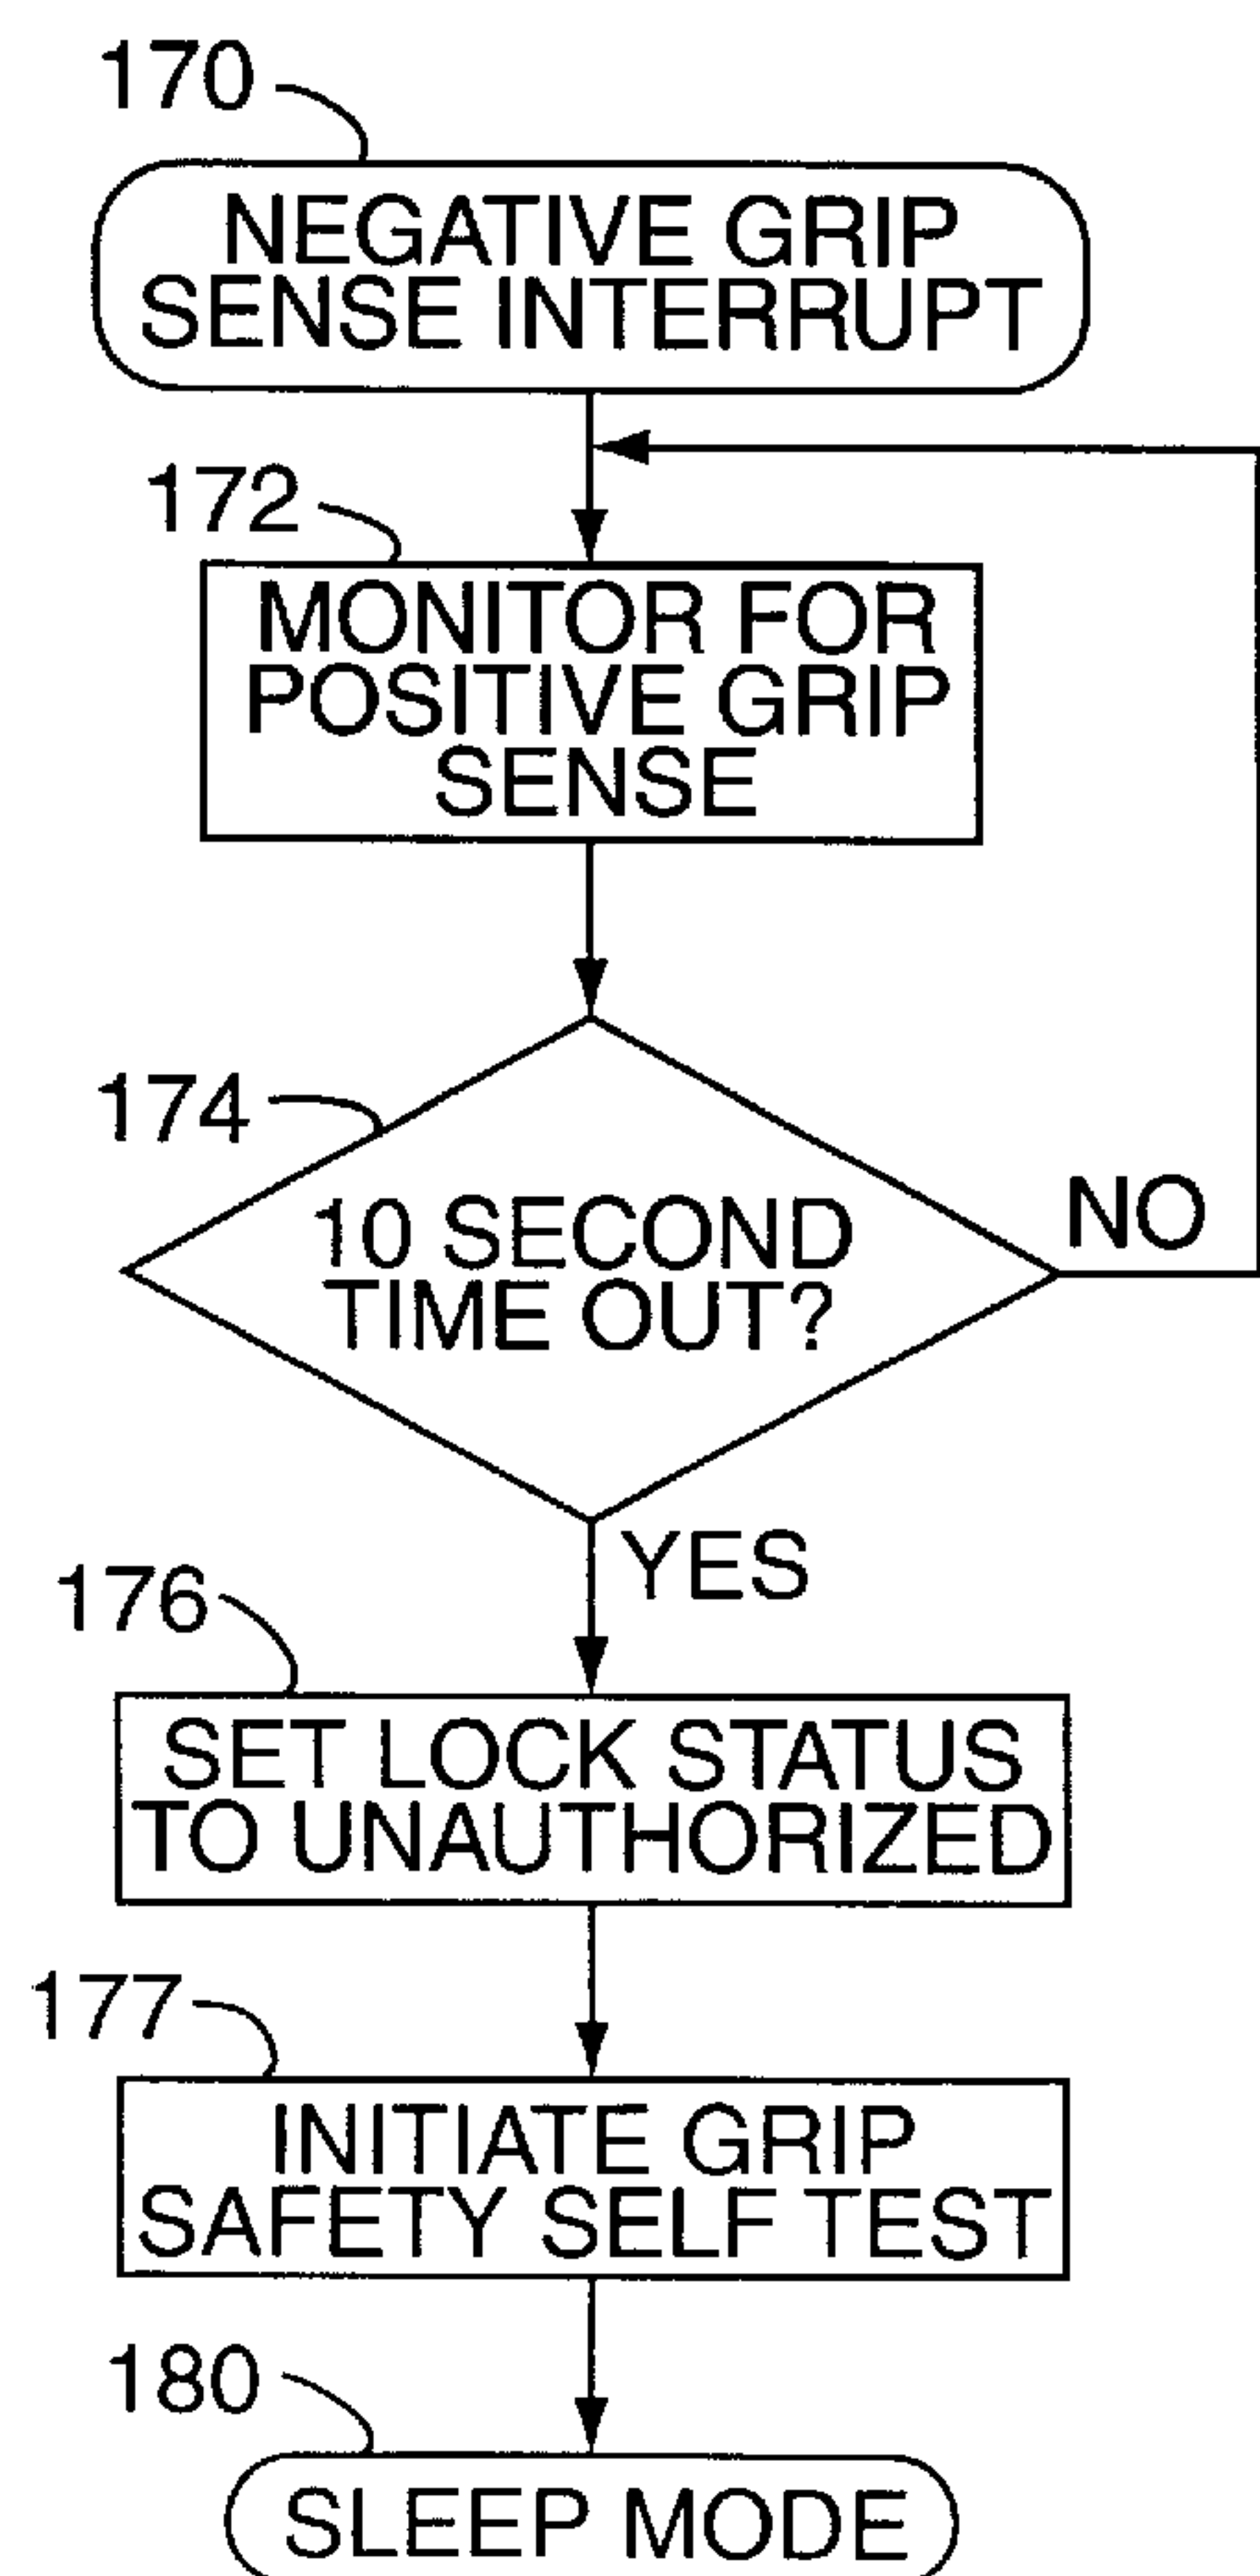 170
NEGATIVE GRIP
SENSE INTERRUPT
172
MONITOR FOR
POSITIVE GRIP
SENSE
174
10 SECOND
TIME OUT?
NO
YES
176
SET LOCK STATUS
TO UNAUTHORIZED
177
INITIATE GRIP
SAFETY SELF TEST
180
SLEEP MODE